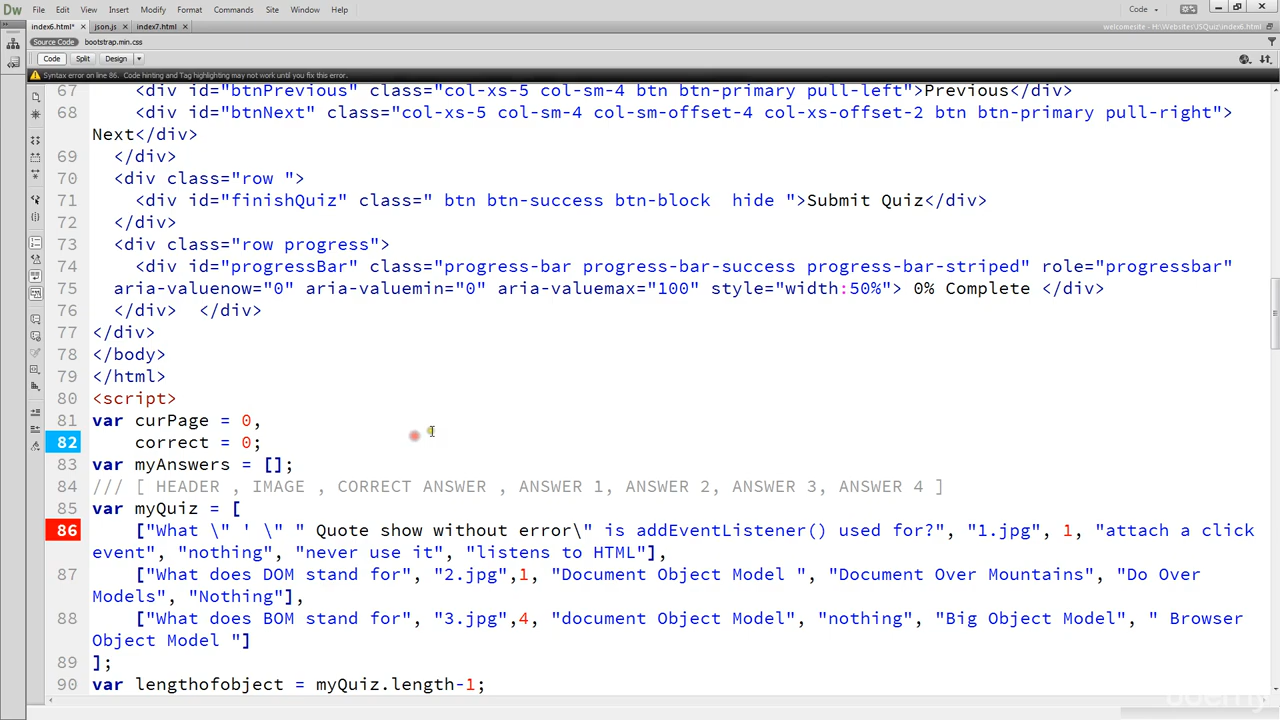 Dw File Edit View Insert Modify Format Commands Site Window Help Code
index6.html* × json.js × index7.html ×
welcomesite - H:\Websites\JSQuiz\index6.html
Source Code bootstrap.min.css
Code Split Design
Syntax error on line 86. Code hinting and Tag highlighting may not work until you fix this error.
67 <div id="btnPrevious" class="col-xs-5 col-sm-4 btn btn-primary pull-left">Previous</div>
68 <div id="btnNext" class="col-xs-5 col-sm-4 col-sm-offset-4 col-xs-offset-2 btn btn-primary pull-right">
Next</div>
69 </div>
70 <div class="row ">
71 <div id="finishQuiz" class=" btn btn-success btn-block  hide ">Submit Quiz</div>
72 </div>
73 <div class="row progress">
74 <div id="progressBar" class="progress-bar progress-bar-success progress-bar-striped" role="progressbar"
75 aria-valuenow="0" aria-valuemin="0" aria-valuemax="100" style="width:50%"> 0% Complete </div>
76 </div>  </div>
77 </div>
78 </body>
79 </html>
80 <script>
81 var curPage = 0,
82 correct = 0;
83 var myAnswers = [];
84 /// [ HEADER , IMAGE , CORRECT ANSWER , ANSWER 1, ANSWER 2, ANSWER 3, ANSWER 4 ]
85 var myQuiz = [
86 ["What \" ' \" " Quote show without error\" is addEventListener() used for?", "1.jpg", 1, "attach a click
event", "nothing", "never use it", "listens to HTML"],
87 ["What does DOM stand for", "2.jpg",1, "Document Object Model ", "Document Over Mountains", "Do Over
Models", "Nothing"],
88 ["What does BOM stand for", "3.jpg",4, "document Object Model", "nothing", "Big Object Model", " Browser
Object Model "]
89 ];
90 var lengthofobject = myQuiz.length-1;
udemy